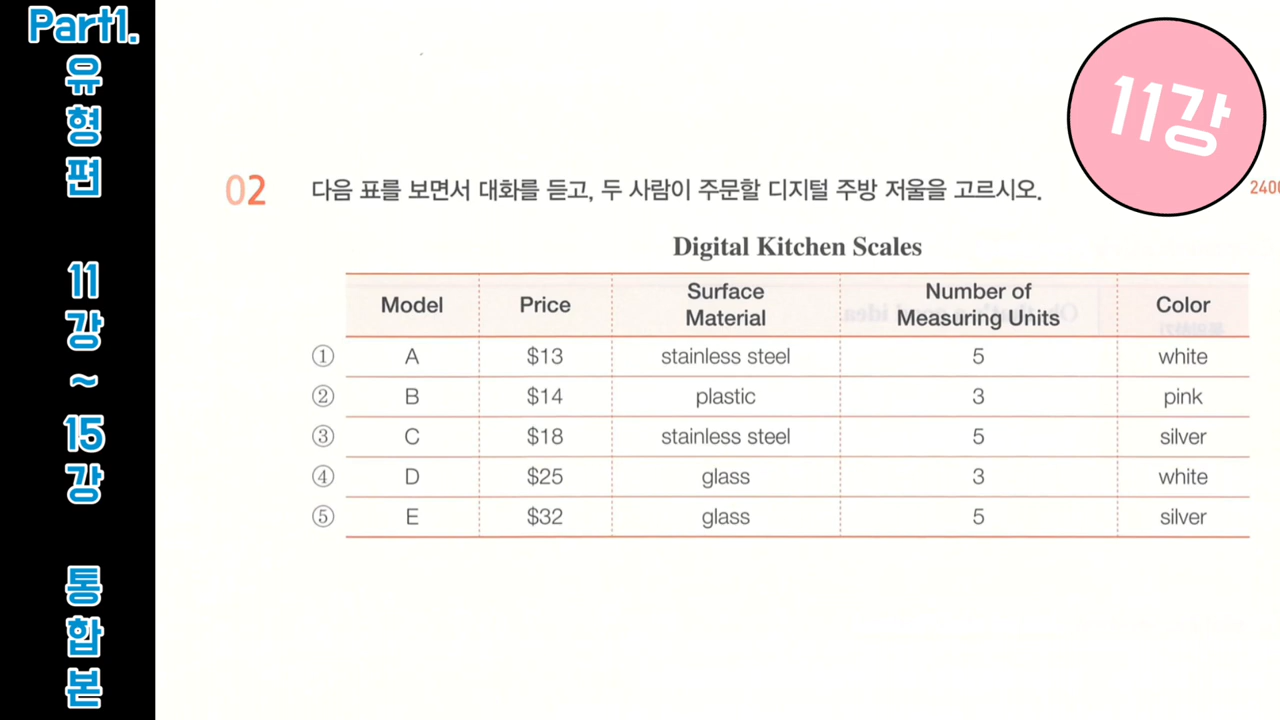 Part1.
유형편
11강~15강
통합본
11강
02 다음 표를 보면서 대화를 듣고, 두 사람이 주문할 디지털 주방 저울을 고르시오.
Digital Kitchen Scales
Model Price Surface Material Number of Measuring Units Color
① A $13 stainless steel 5 white
② B $14 plastic 3 pink
③ C $18 stainless steel 5 silver
④ D $25 glass 3 white
⑤ E $32 glass 5 silver